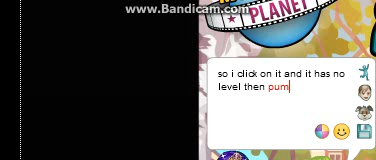 www.Bandicam.com
PLANET
so i click on it and it has no
level then pum